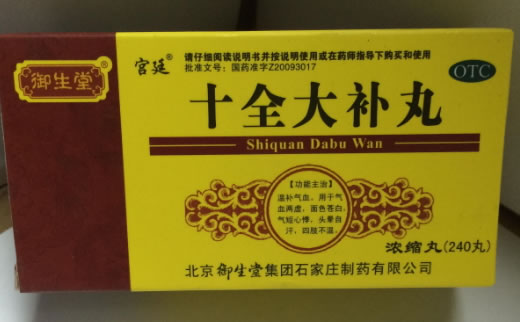 御生堂®
宫廷®
请仔细阅读说明书并按说明使用或在药师指导下购买和使用
批准文号：国药准字Z20093017
OTC
十全大补丸
Shiquan Dabu Wan
【功能主治】
温补气血。用于气
血两虚，面色苍白，
气短心悸，头晕自
汗，四肢不温。
浓缩丸(240丸)
北京御生堂集团石家庄制药有限公司